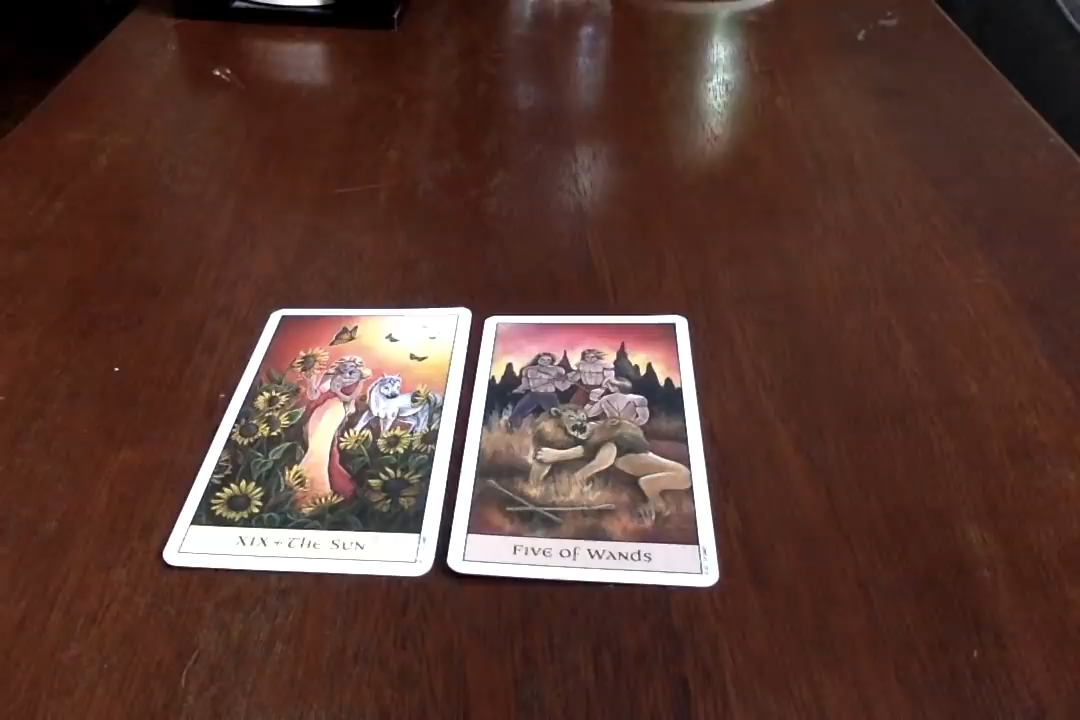 XIX + The Sun
Five of Wands